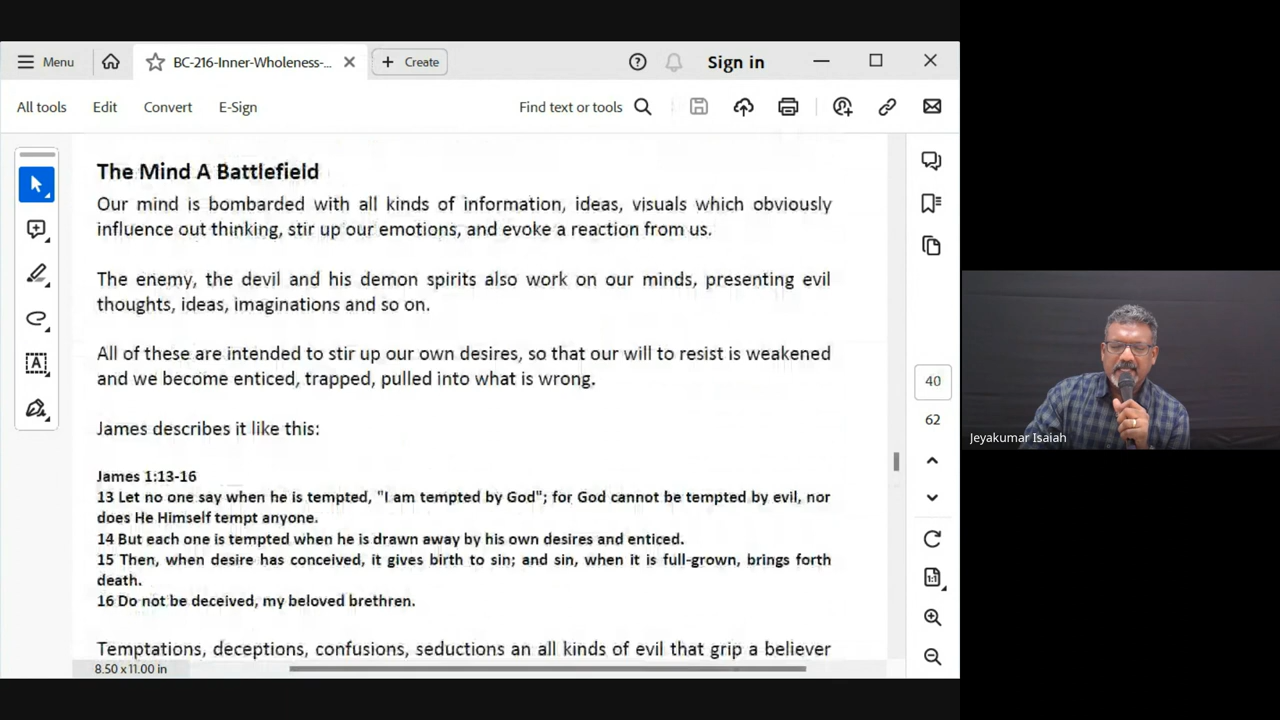 Menu
BC-216-Inner-Wholeness-...
Create
Sign in
All tools
Edit
Convert
E-Sign
Find text or tools
The Mind A Battlefield
Our mind is bombarded with all kinds of information, ideas, visuals which obviously
influence out thinking, stir up our emotions, and evoke a reaction from us.
The enemy, the devil and his demon spirits also work on our minds, presenting evil
thoughts, ideas, imaginations and so on.
All of these are intended to stir up our own desires, so that our will to resist is weakened
and we become enticed, trapped, pulled into what is wrong.
James describes it like this:
James 1:13-16
13 Let no one say when he is tempted, "I am tempted by God"; for God cannot be tempted by evil, nor
does He Himself tempt anyone.
14 But each one is tempted when he is drawn away by his own desires and enticed.
15 Then, when desire has conceived, it gives birth to sin; and sin, when it is full-grown, brings forth
death.
16 Do not be deceived, my beloved brethren.
Temptations, deceptions, confusions, seductions an all kinds of evil that grip a believer
8.50 x 11.00 in
40
62
1:1
Jeyakumar Isaiah